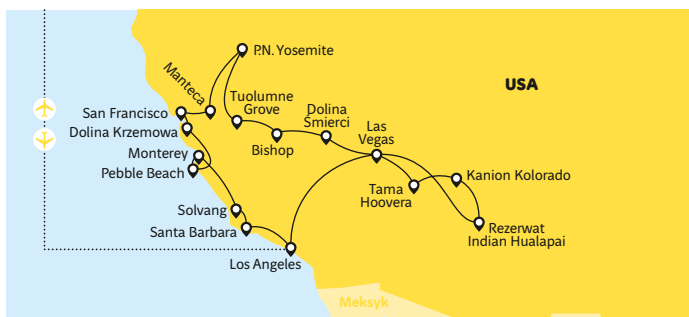 P.N. Yosemite
USA
Manteca
Tuolumne
Grove
San Francisco
Dolina
Śmierci
Dolina Krzemowa
Las
Vegas
Bishop
Monterey
Pebble Beach
Kanion Kolorado
Tama
Hoovera
Solvang
Rezerwat
Indian Hualapai
Santa Barbara
Los Angeles
Meksyk